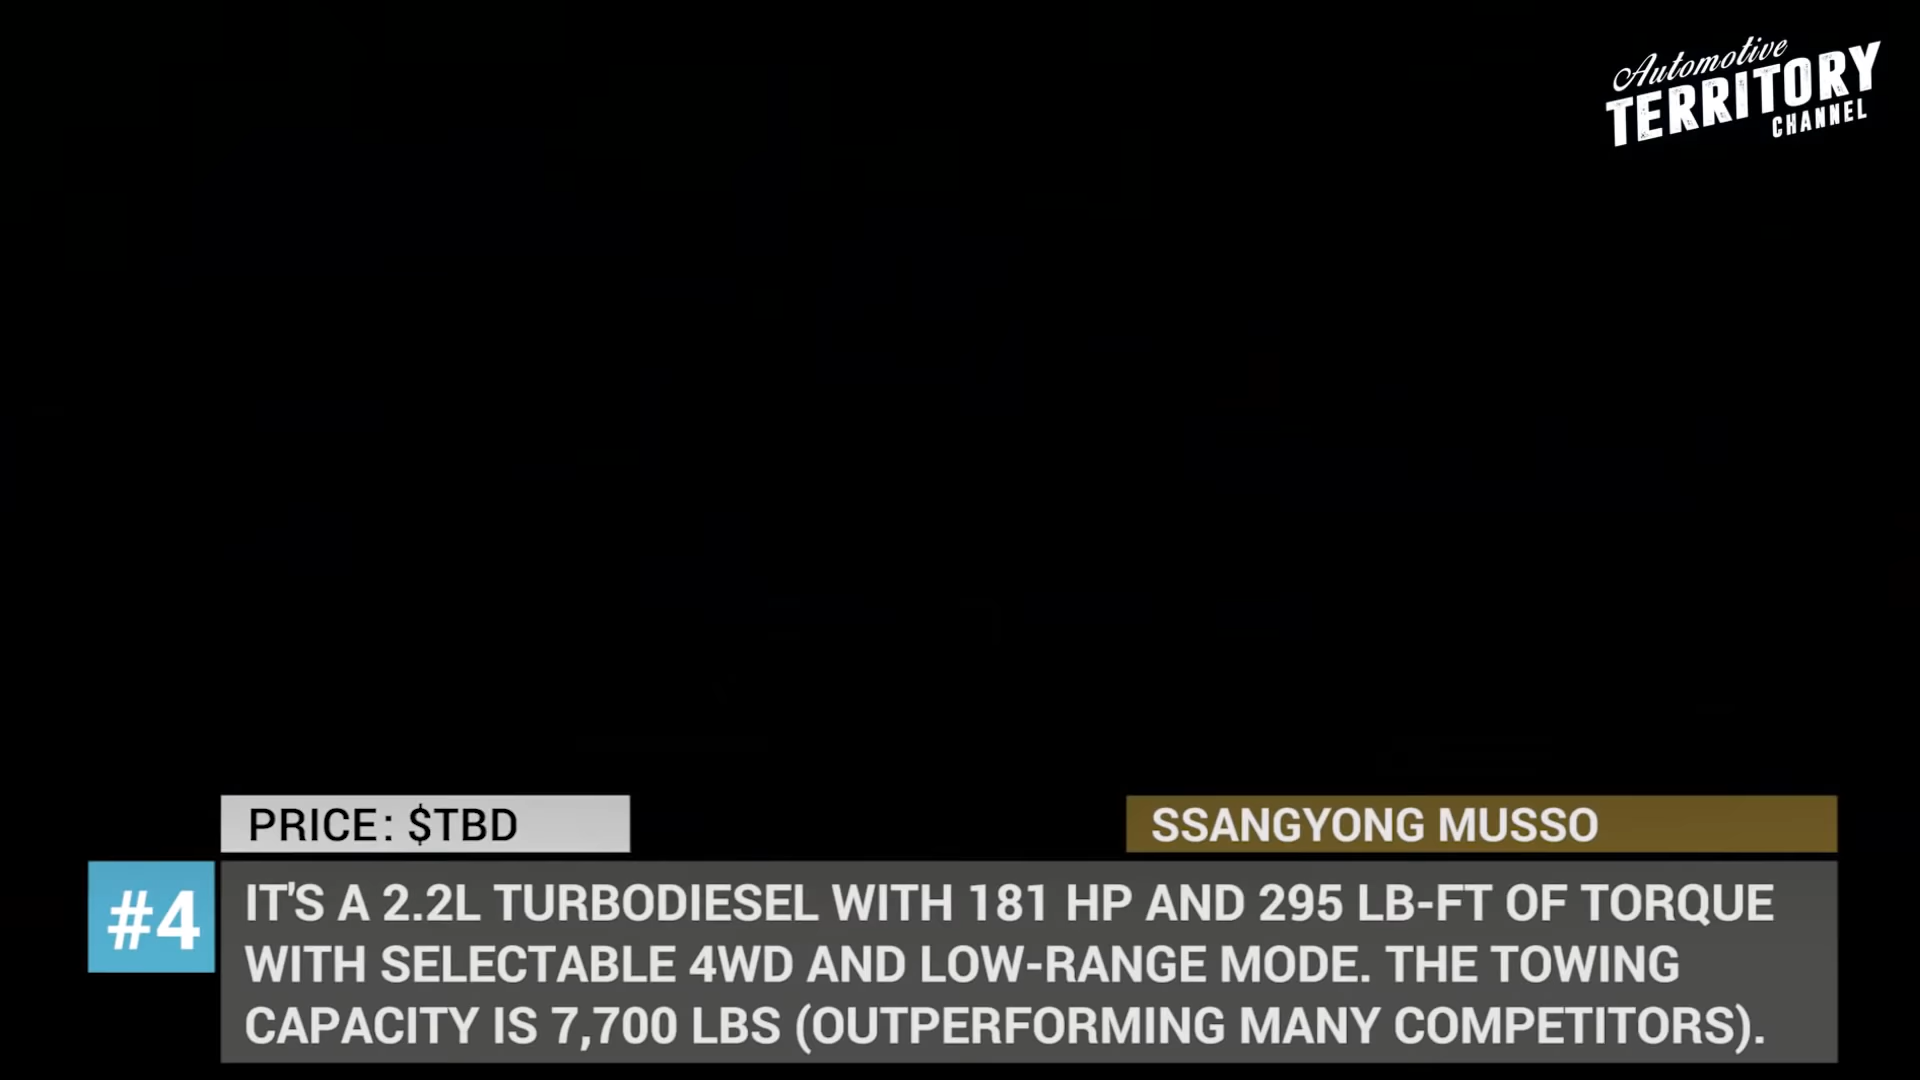 Automotive
TERRITORY
CHANNEL
PRICE: $TBD
SSANGYONG MUSSO
#4
IT'S A 2.2L TURBODIESEL WITH 181 HP AND 295 LB-FT OF TORQUE
WITH SELECTABLE 4WD AND LOW-RANGE MODE. THE TOWING
CAPACITY IS 7,700 LBS (OUTPERFORMING MANY COMPETITORS).